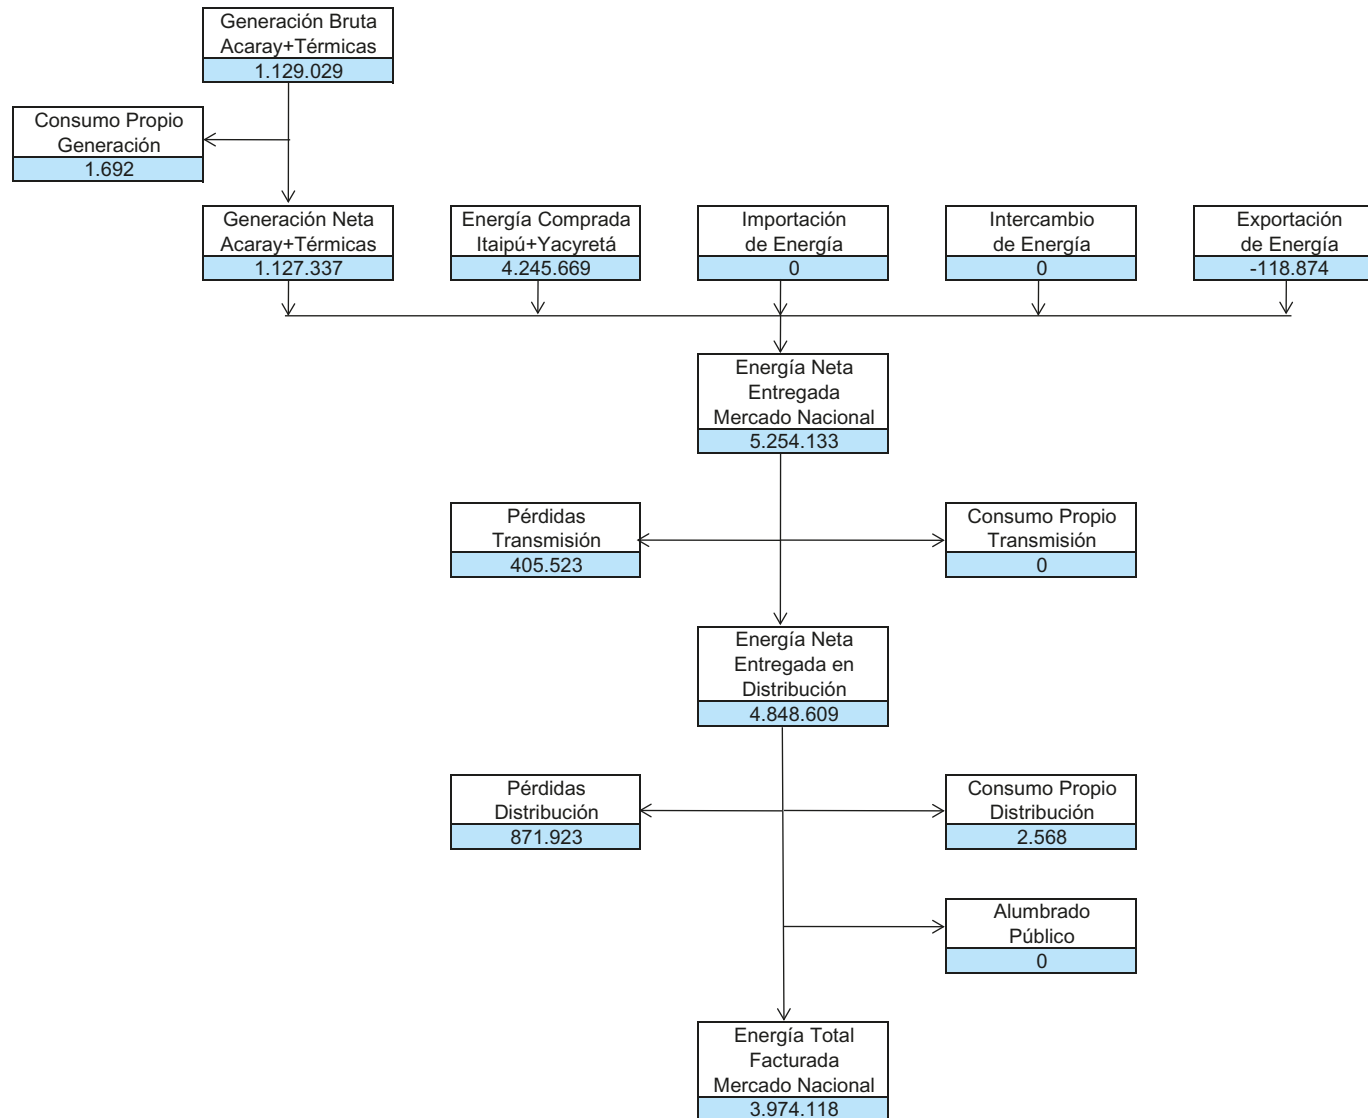 Generación Bruta
Acaray+Térmicas
1.129.029
Consumo Propio
Generación
1.692
Generación Neta
Acaray+Térmicas
1.127.337
Energía Comprada
Itaipú+Yacyretá
4.245.669
Importación
de Energía
0
Intercambio
de Energía
0
Exportación
de Energía
-118.874
Energía Neta
Entregada
Mercado Nacional
5.254.133
Pérdidas
Transmisión
405.523
Consumo Propio
Transmisión
0
Energía Neta
Entregada en
Distribución
4.848.609
Pérdidas
Distribución
871.923
Consumo Propio
Distribución
2.568
Alumbrado
Público
0
Energía Total
Facturada
Mercado Nacional
3.974.118